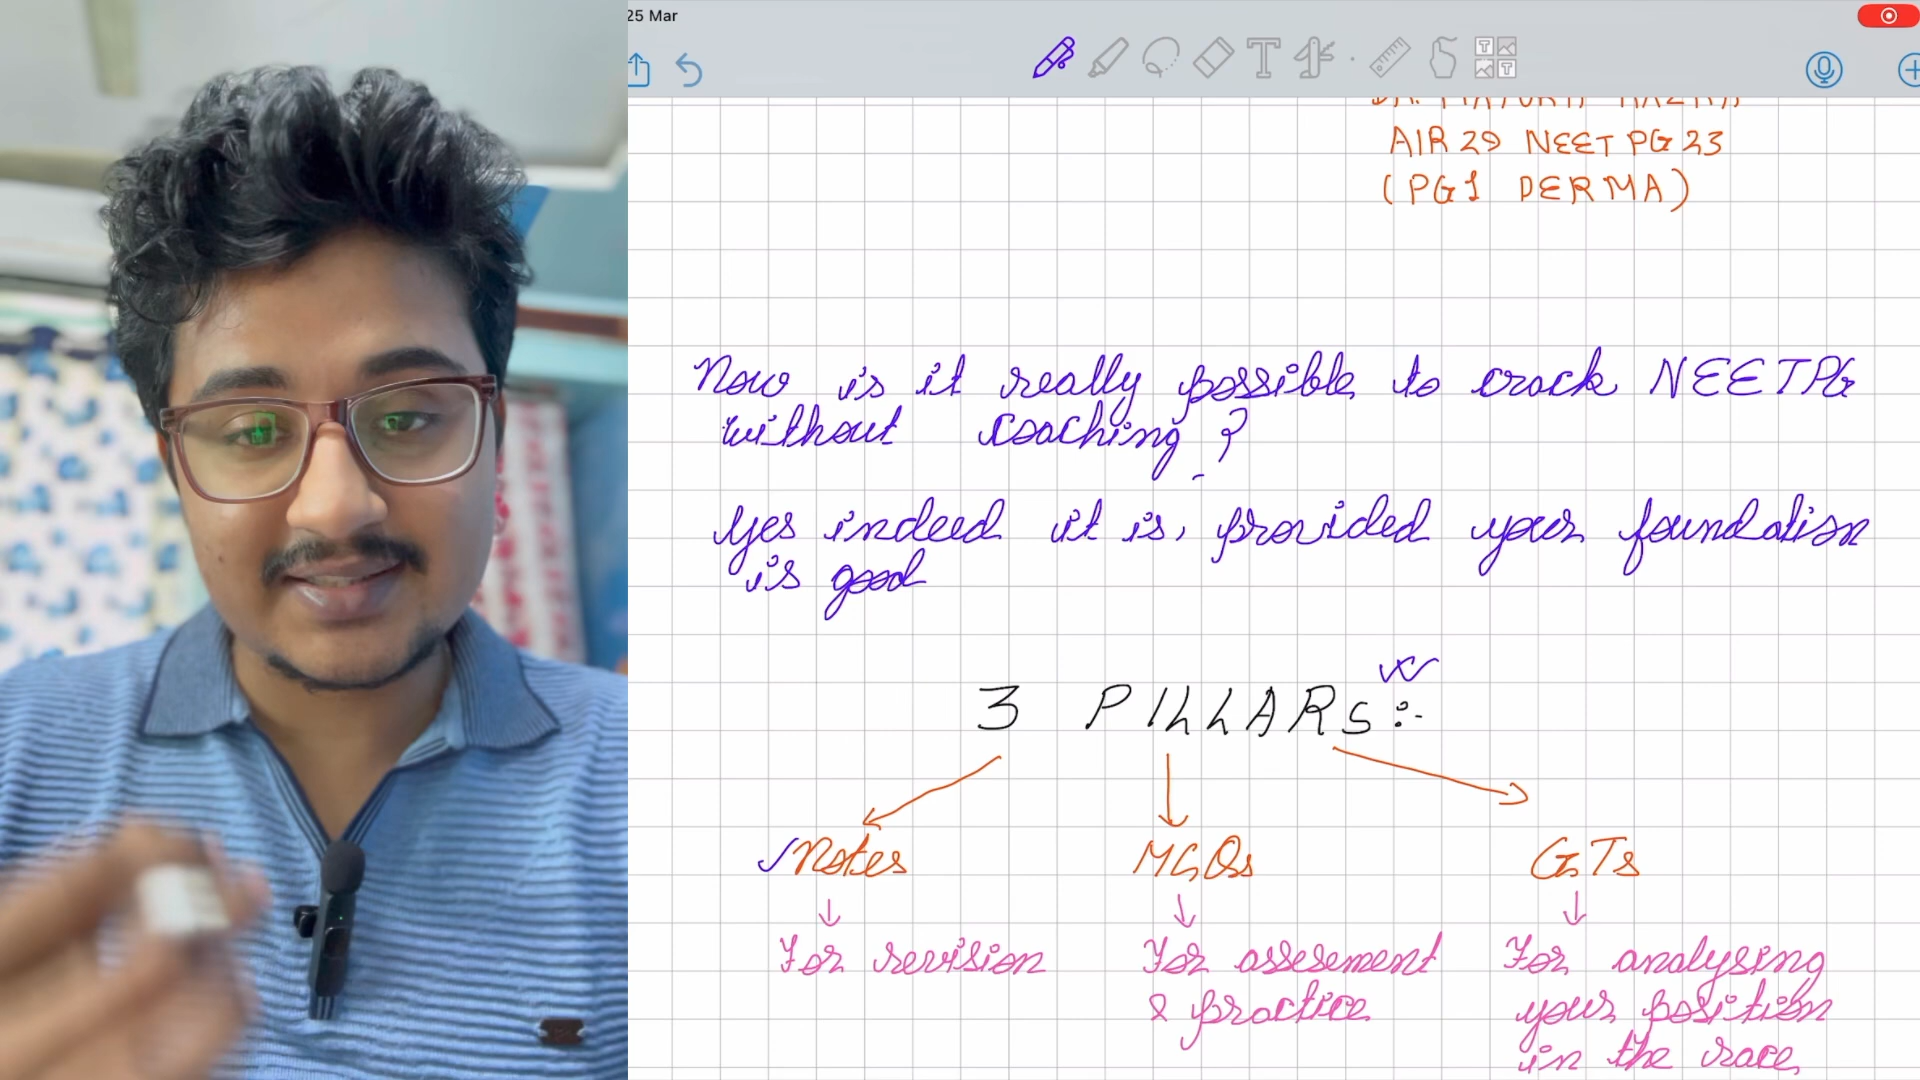 25 Mar
AIR 29 NEET PG 23
(PG1 DERMA)
Now is it really possible to crack NEETPG
without coaching ?
Yes indeed it is, provided your foundation
is good
3 PILLARS :-
Notes
MCQs
GTs
For revision
For assesement
& practice
For analysing
your position
in the race